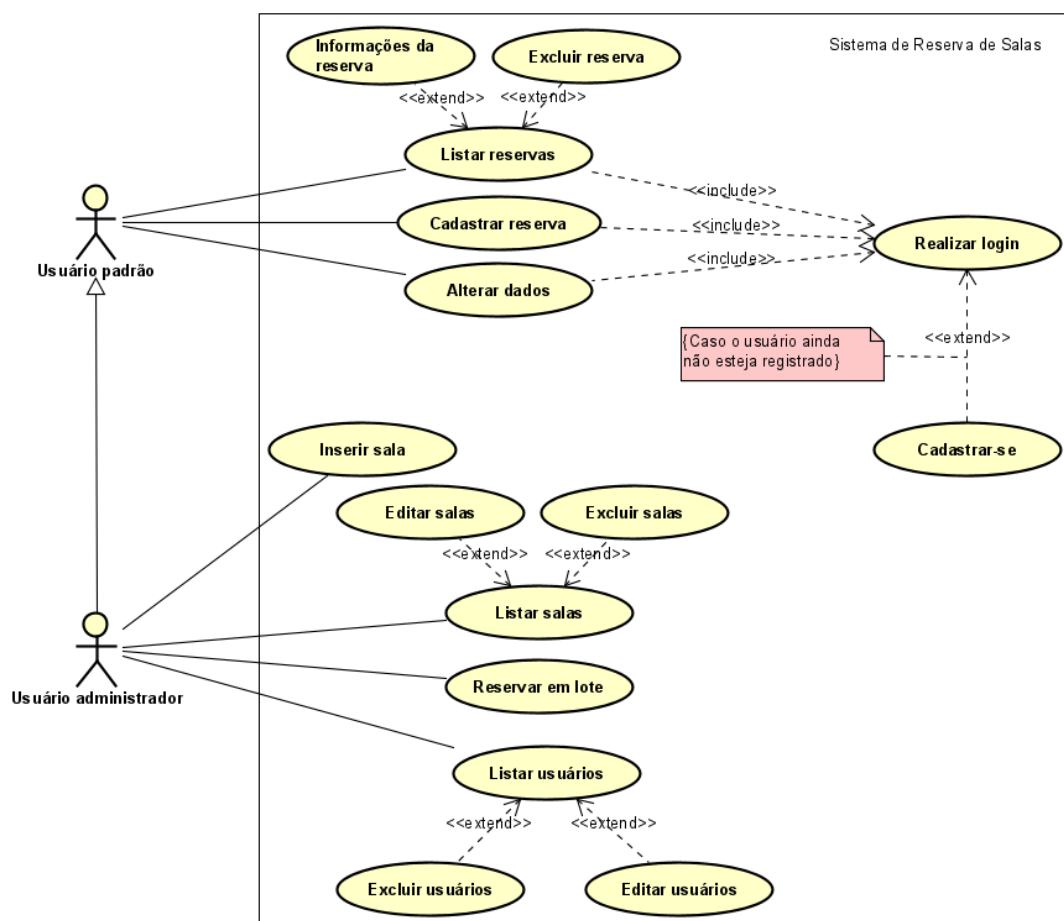 Sistema de Reserva de Salas
Informações da
reserva
Excluir reserva
<<extend>>
<<extend>>
Listar reservas
<<include>>
Cadastrar reserva
<<include>>
Realizar login
Usuário padrão
<<include>>
Alterar dados
{Caso o usuário ainda
não esteja registrado}
<<extend>>
Inserir sala
Cadastrar-se
Editar salas
Excluir salas
<<extend>>
<<extend>>
Listar salas
Usuário administrador
Reservar em lote
Listar usuários
<<extend>>
<<extend>>
Excluir usuários
Editar usuários